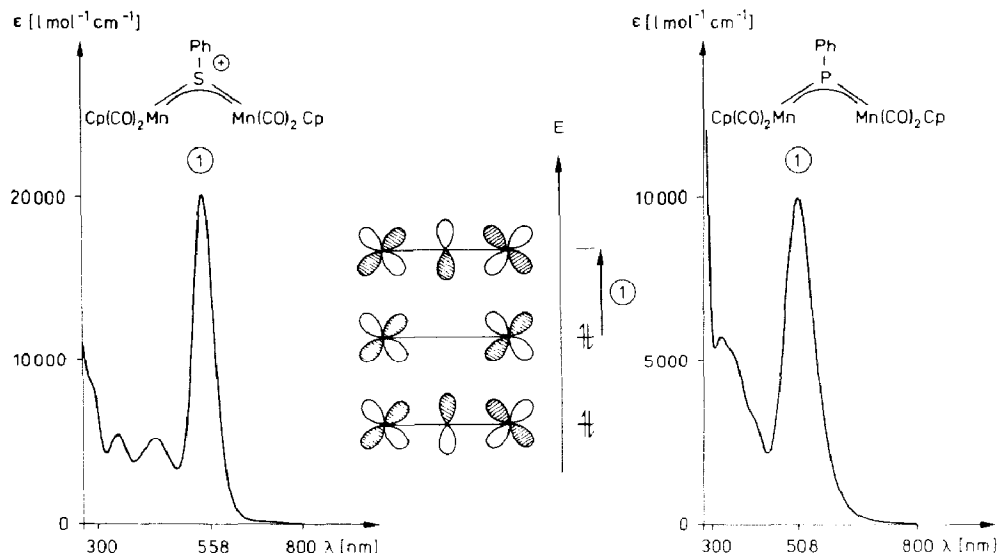 ε [l mol⁻¹ cm⁻¹]
Ph
S ⊕
Cp(CO)₂Mn Mn(CO)₂Cp
①
20000
10000
0
300 558 800 λ [nm]
E
①
ε [l mol⁻¹ cm⁻¹]
Ph
P
Cp(CO)₂Mn Mn(CO)₂Cp
①
10000
5000
0
300 508 800 λ [nm]